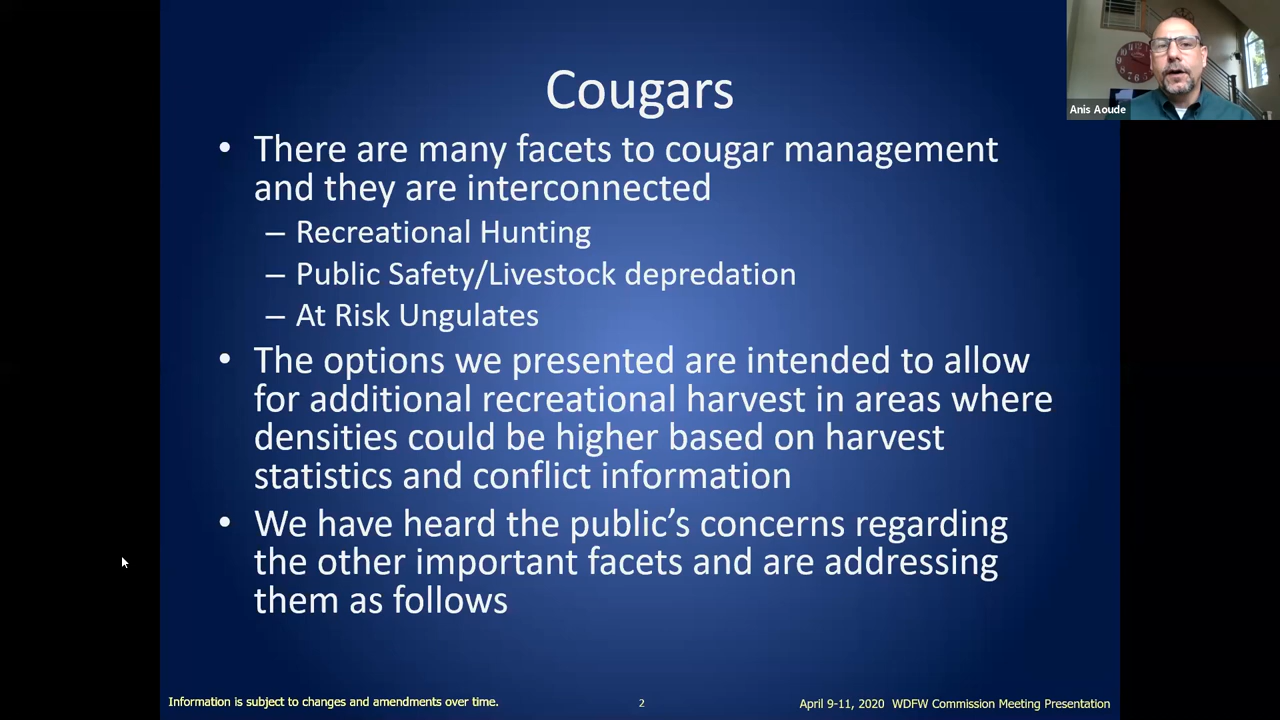 Cougars
• There are many facets to cougar management
and they are interconnected
– Recreational Hunting
– Public Safety/Livestock depredation
– At Risk Ungulates
• The options we presented are intended to allow
for additional recreational harvest in areas where
densities could be higher based on harvest
statistics and conflict information
• We have heard the public’s concerns regarding
the other important facets and are addressing
them as follows
Information is subject to changes and amendments over time.
2
April 9-11, 2020 WDFW Commission Meeting Presentation
Anis Aoude